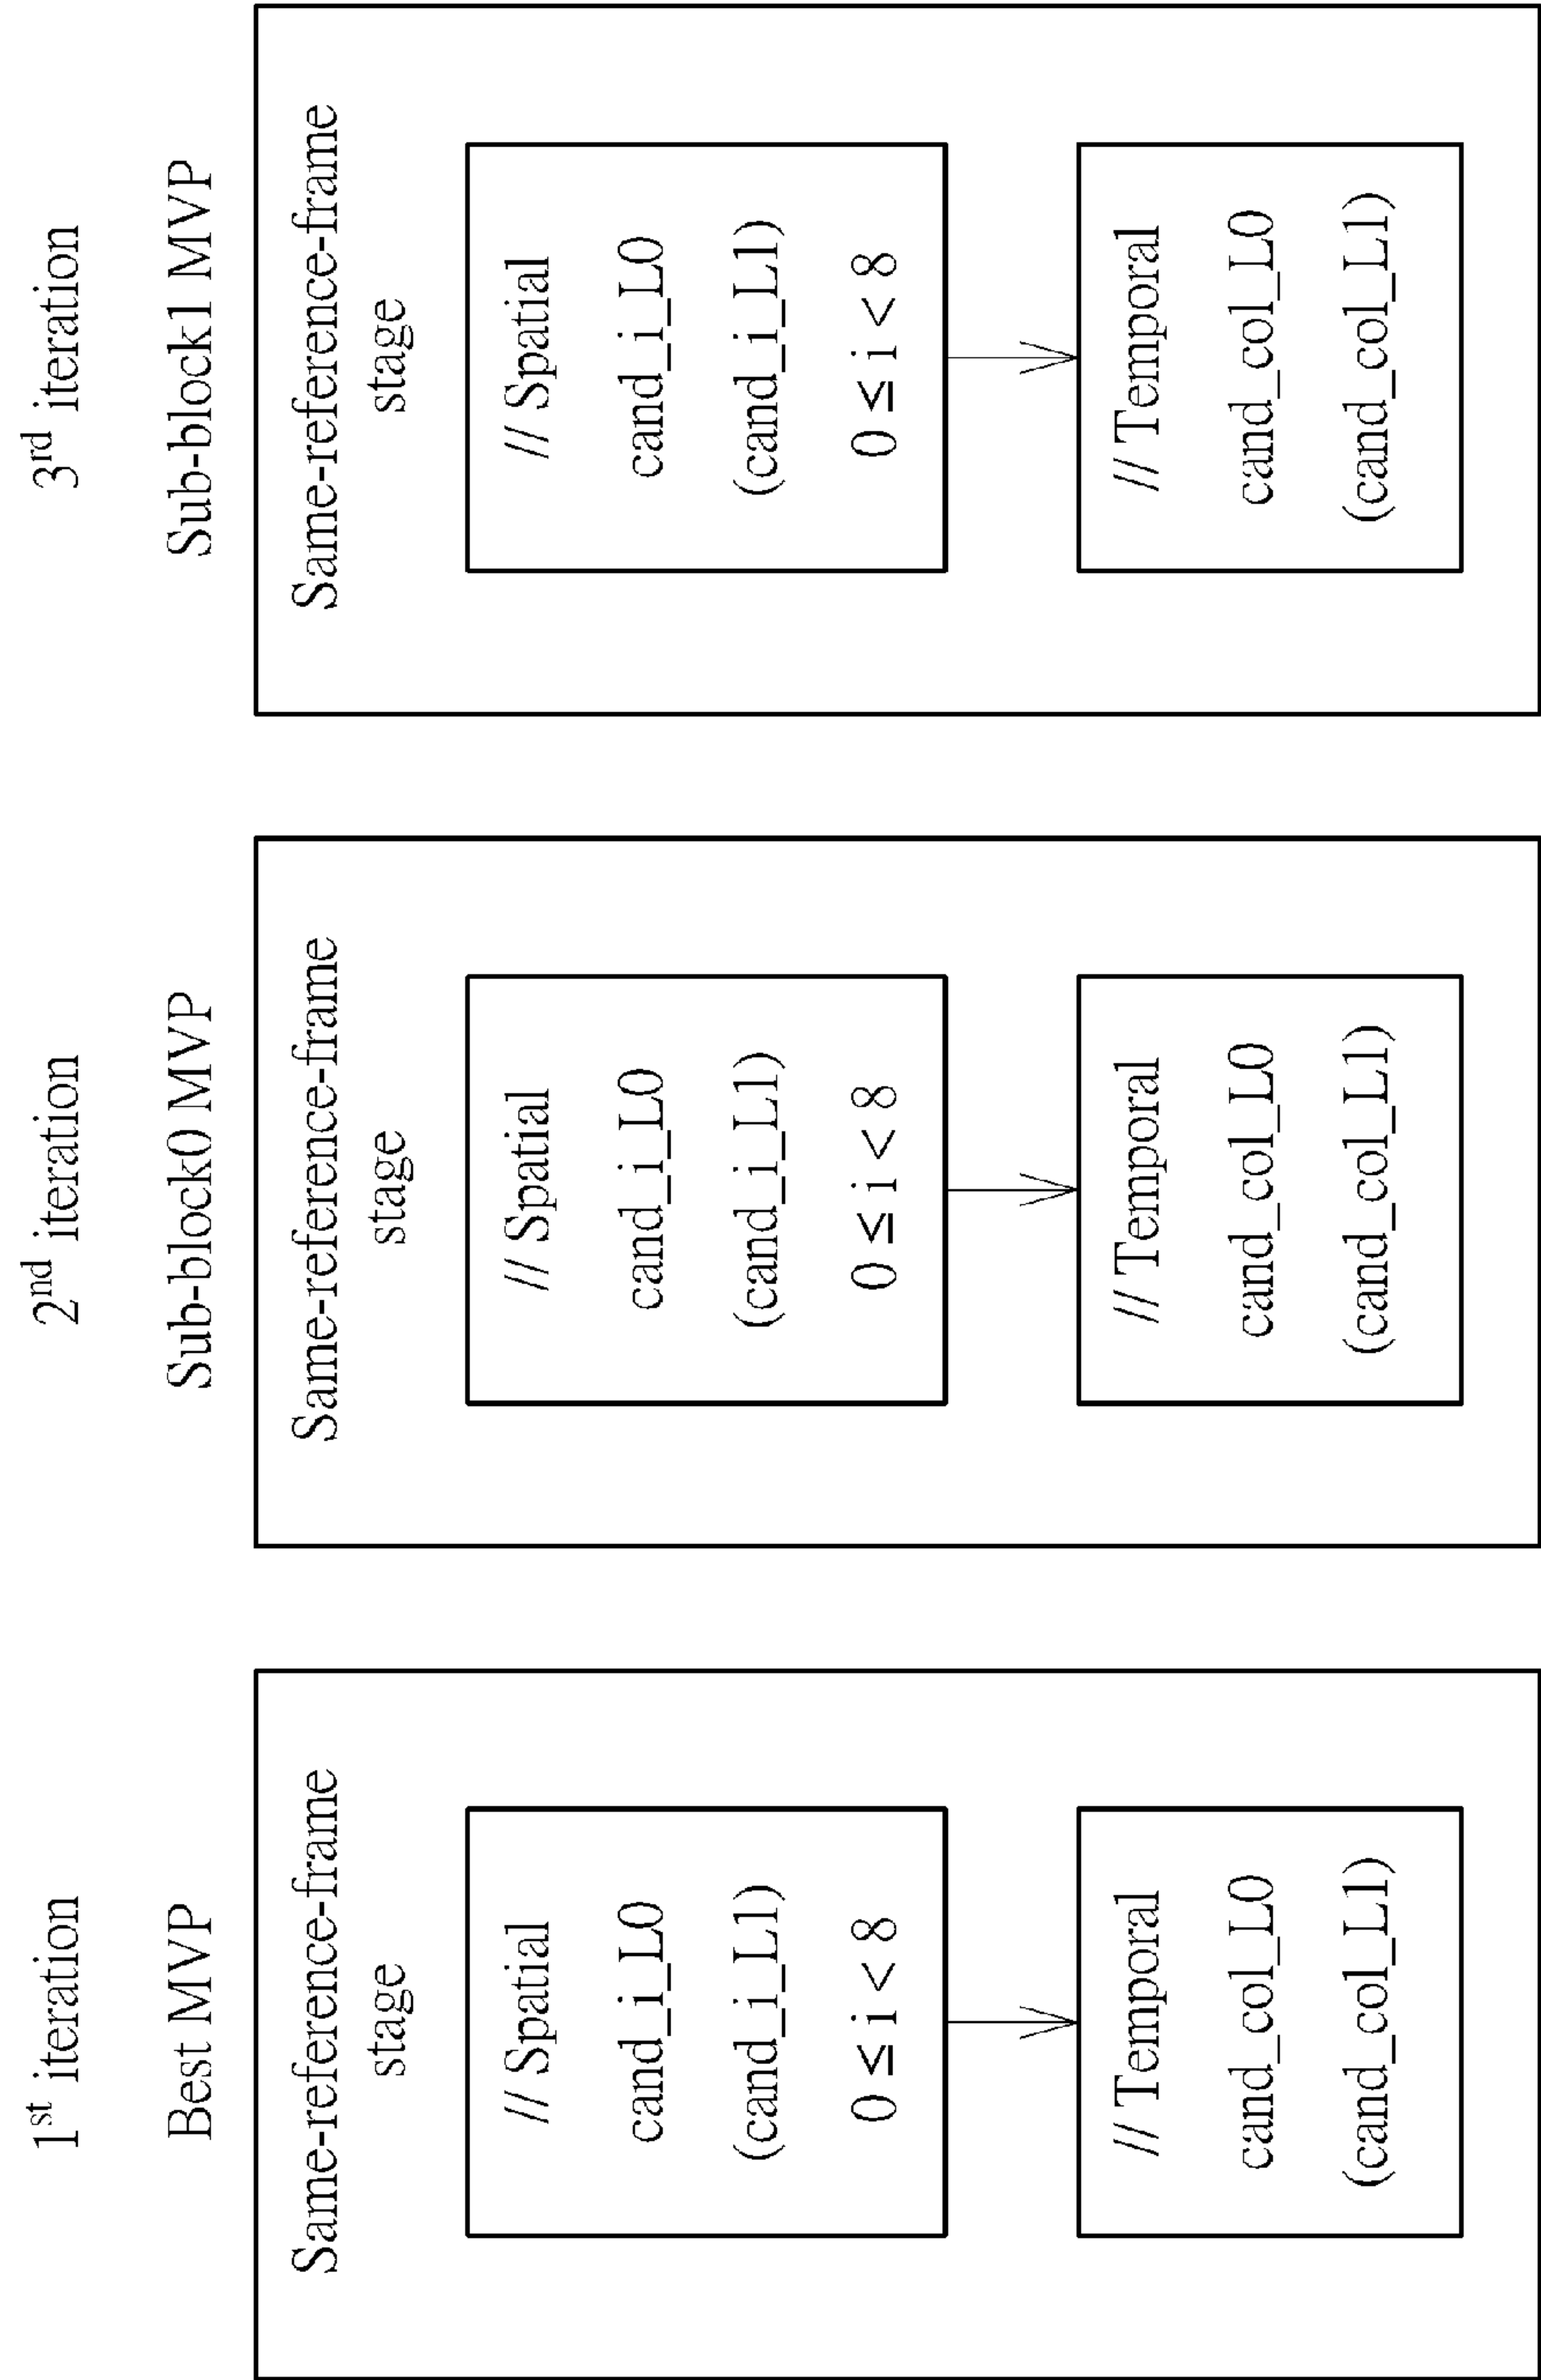 1st iteration
Best MVP
Same-reference-frame
stage
// Spatial
cand_i_L0
(cand_i_L1)
0 ≤ i < 8
// Temporal
cand_col_L0
(cand_col_L1)
2nd iteration
Sub-block0 MVP
Same-reference-frame
stage
// Spatial
cand_i_L0
(cand_i_L1)
0 ≤ i < 8
// Temporal
cand_col_L0
(cand_col_L1)
3rd iteration
Sub-block1 MVP
Same-reference-frame
stage
// Spatial
cand_i_L0
(cand_i_L1)
0 ≤ i < 8
// Temporal
cand_col_L0
(cand_col_L1)